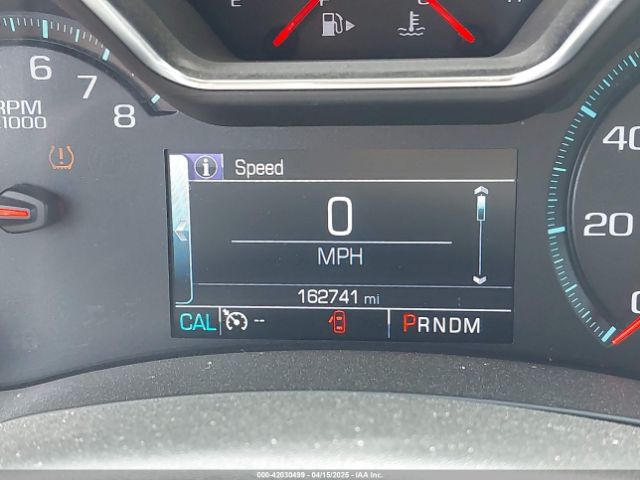 E F C H
6
7
8
RPM
x1000
Speed
0
MPH
162741 mi
CAL -- PRNDM
40
20
0
000-42030499 - 04/15/2025 - IAA Inc.